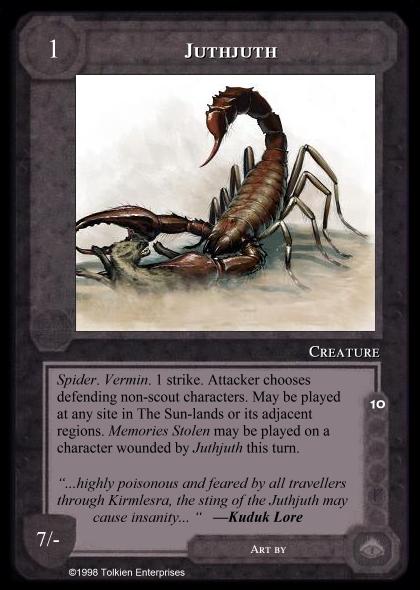 1
JUTHJUTH
CREATURE
Spider. Vermin. 1 strike. Attacker chooses
defending non-scout characters. May be played
at any site in The Sun-lands or its adjacent
regions. Memories Stolen may be played on a
character wounded by Juthjuth this turn.
10
“...highly poisonous and feared by all travellers
through Kirmlesra, the sting of the Juthjuth may
cause insanity... “ —Kuduk Lore
7/-
ART BY
©1998 Tolkien Enterprises